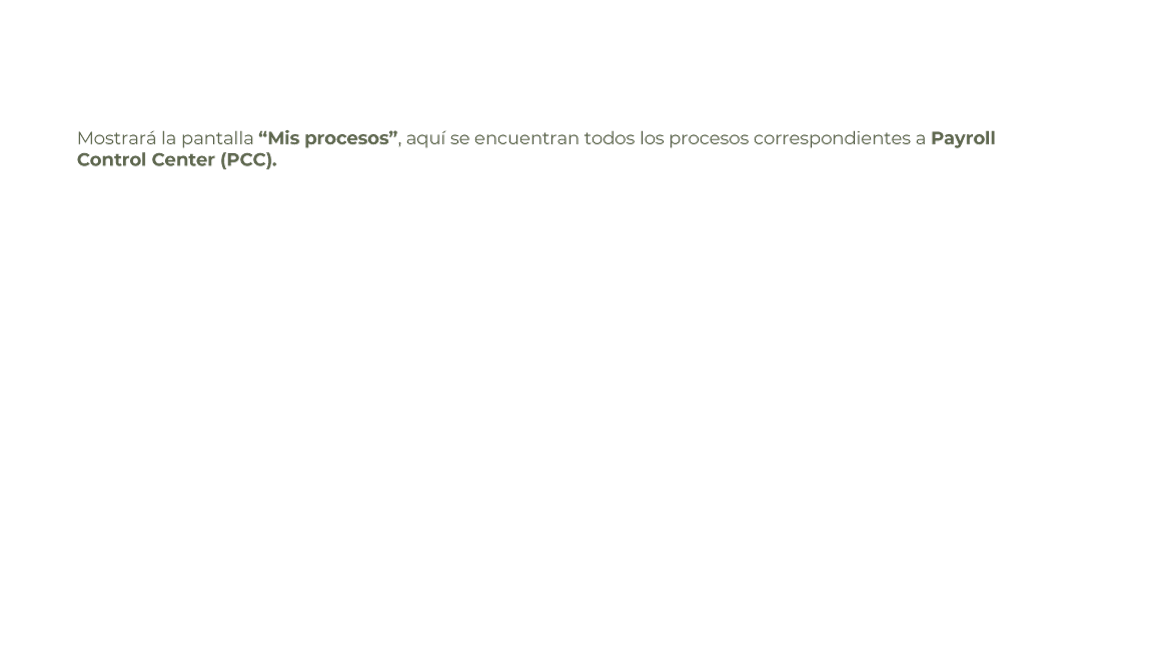 Mostrará la pantalla “Mis procesos”, aquí se encuentran todos los procesos correspondientes a Payroll
Control Center (PCC).